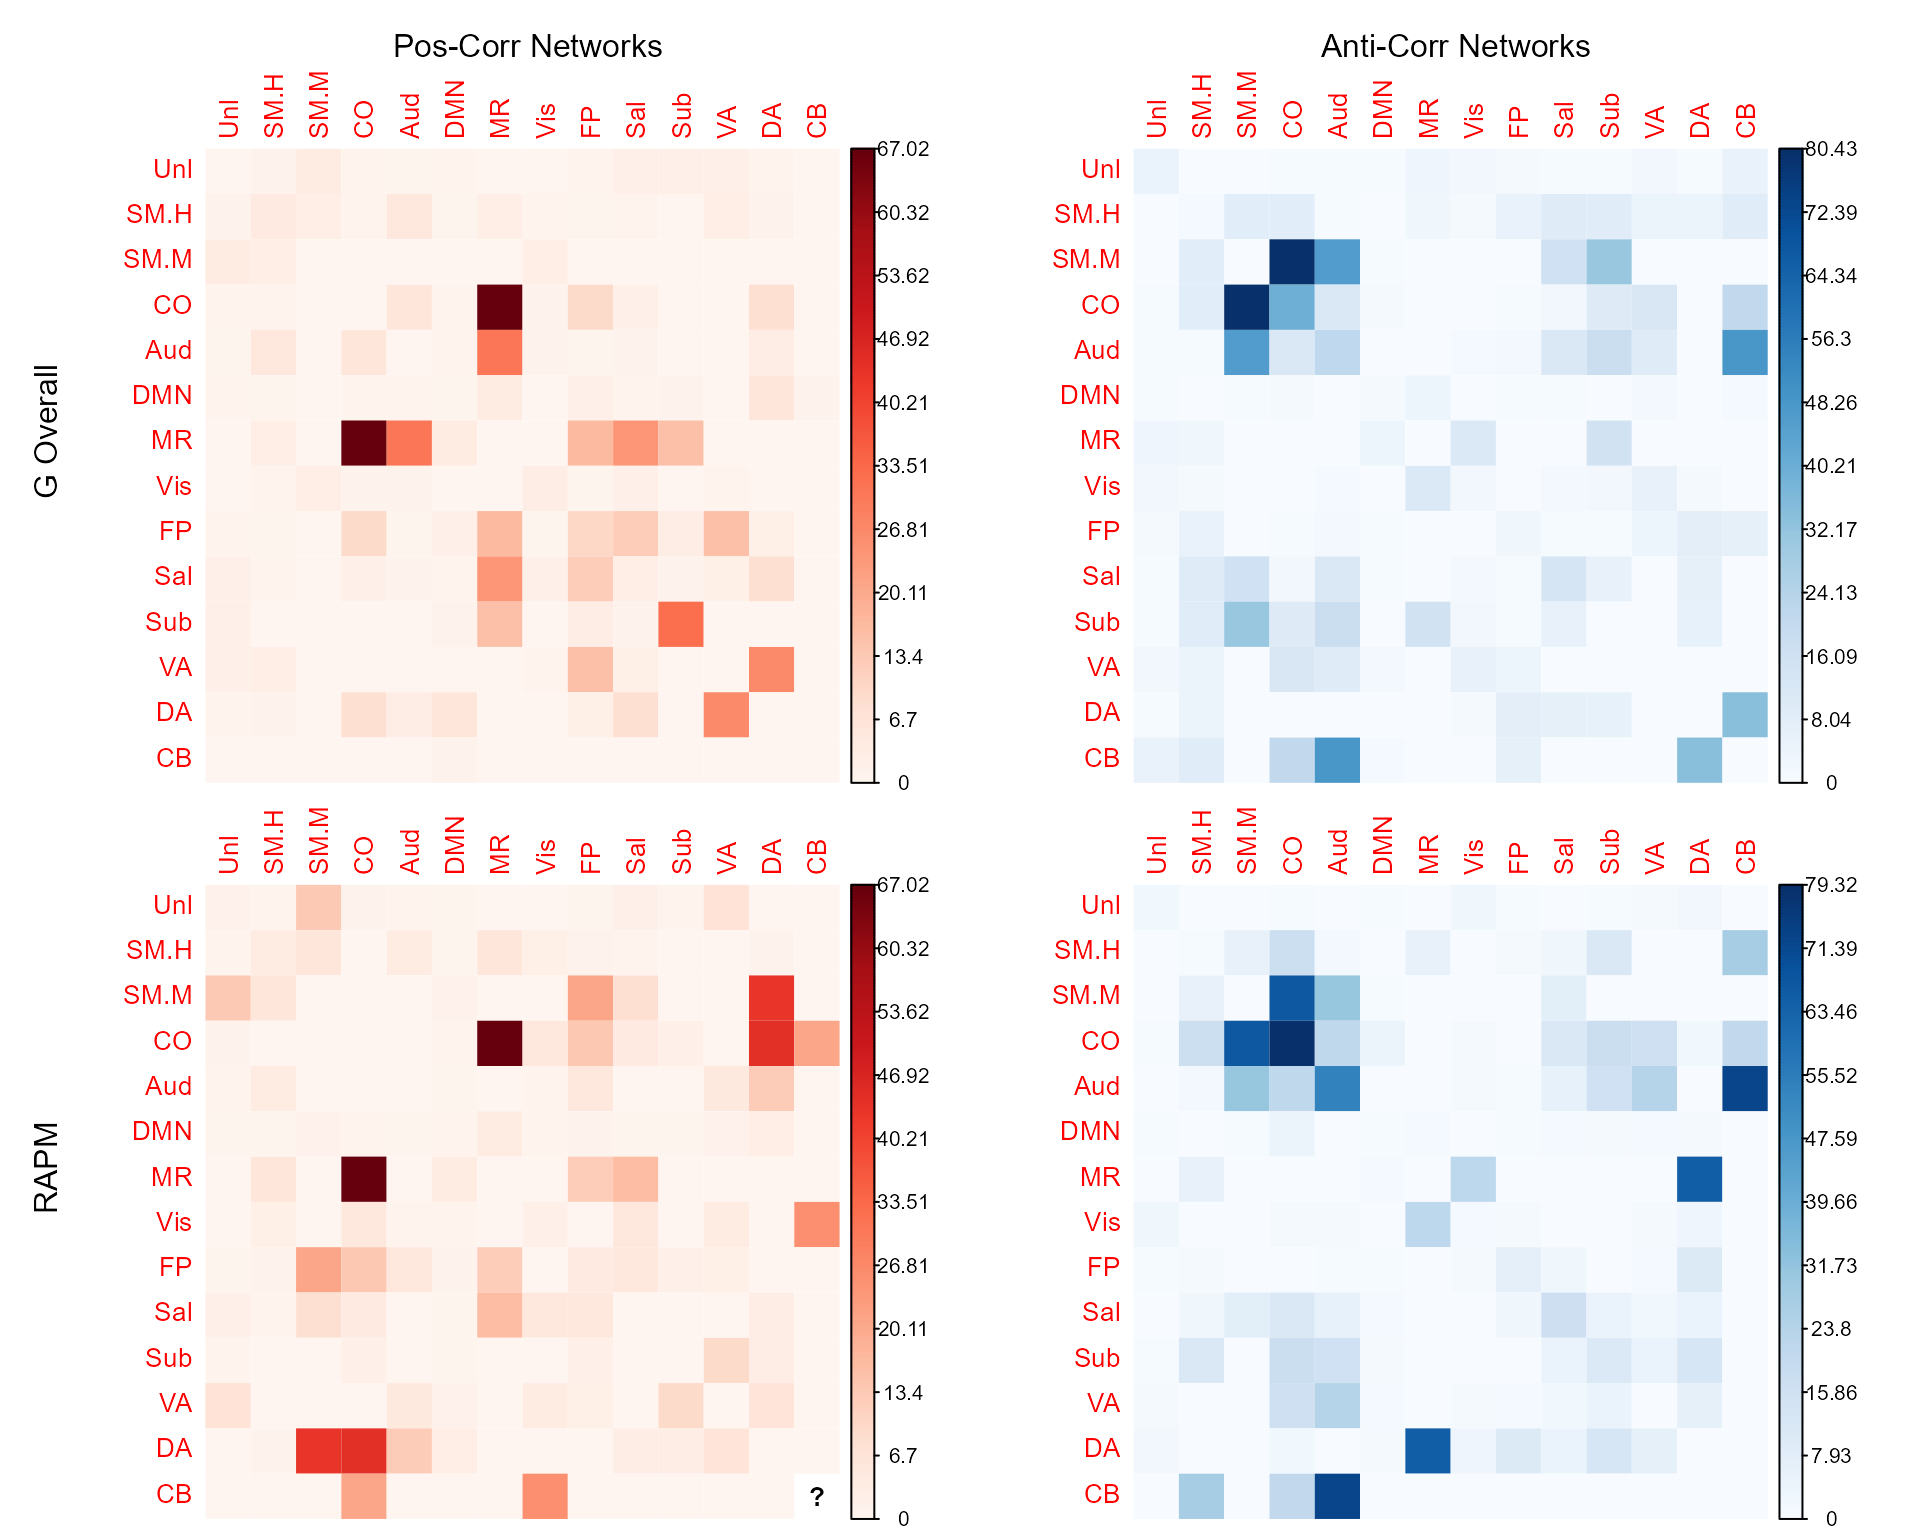 Pos-Corr Networks
Anti-Corr Networks
UnI SM.H SM.M CO Aud DMN MR Vis FP Sal Sub VA DA CB
UnI SM.H SM.M CO Aud DMN MR Vis FP Sal Sub VA DA CB
G Overall
UnI
SM.H
SM.M
CO
Aud
DMN
MR
Vis
FP
Sal
Sub
VA
DA
CB
67.02
60.32
53.62
46.92
40.21
33.51
26.81
20.11
13.4
6.7
0
UnI
SM.H
SM.M
CO
Aud
DMN
MR
Vis
FP
Sal
Sub
VA
DA
CB
80.43
72.39
64.34
56.3
48.26
40.21
32.17
24.13
16.09
8.04
0
UnI SM.H SM.M CO Aud DMN MR Vis FP Sal Sub VA DA CB
UnI SM.H SM.M CO Aud DMN MR Vis FP Sal Sub VA DA CB
RAPM
UnI
SM.H
SM.M
CO
Aud
DMN
MR
Vis
FP
Sal
Sub
VA
DA
CB
?
67.02
60.32
53.62
46.92
40.21
33.51
26.81
20.11
13.4
6.7
0
UnI
SM.H
SM.M
CO
Aud
DMN
MR
Vis
FP
Sal
Sub
VA
DA
CB
79.32
71.39
63.46
55.52
47.59
39.66
31.73
23.8
15.86
7.93
0